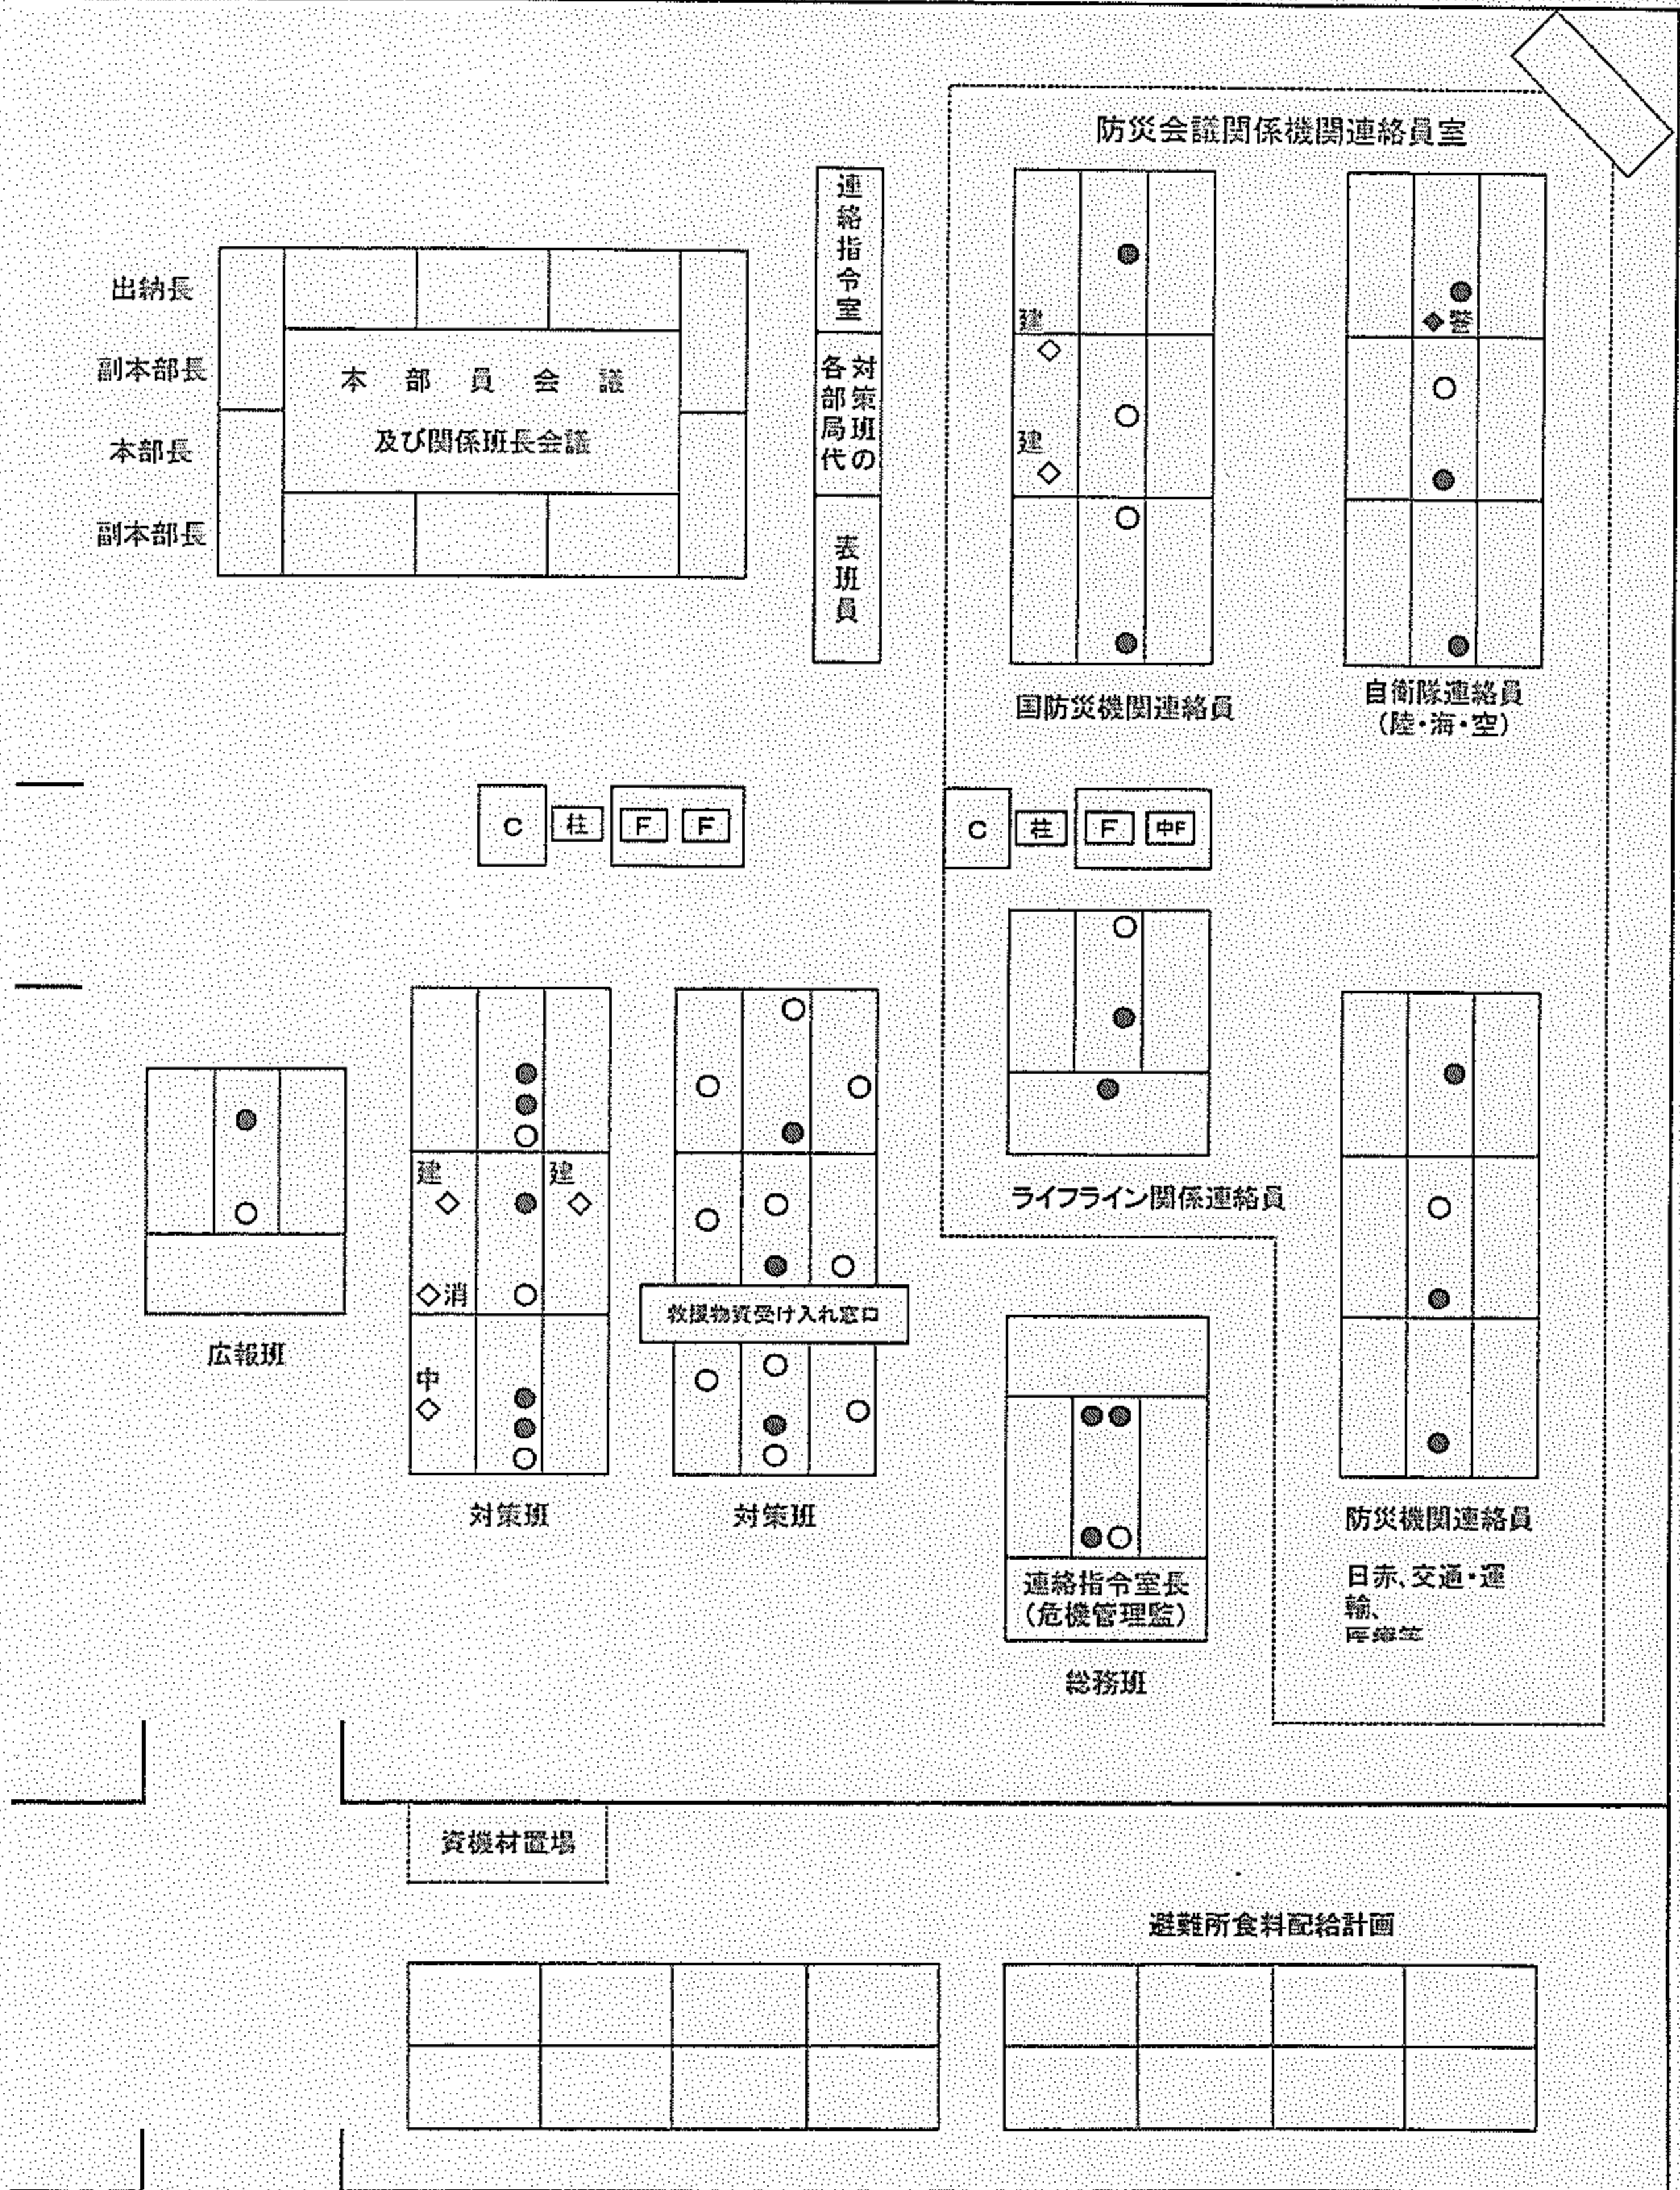 防災会議関係機関連絡員室
連絡指令室
対策班の
各部局代
表班員
出納長
副本部長
本部長
副本部長
本部員会議
及び関係班長会議
建
建
国防災機関連絡員
自衛隊連絡員
(陸・海・空)
C
柱
F
F
C
柱
F
中F
ライフライン関係連絡員
広報班
建
建
消
中
対策班
救援物資受け入れ窓口
対策班
連絡指令室長
(危機管理監)
総務班
防災機関連絡員
日赤、交通・運
輸、
資機材置場
避難所食料配給計画